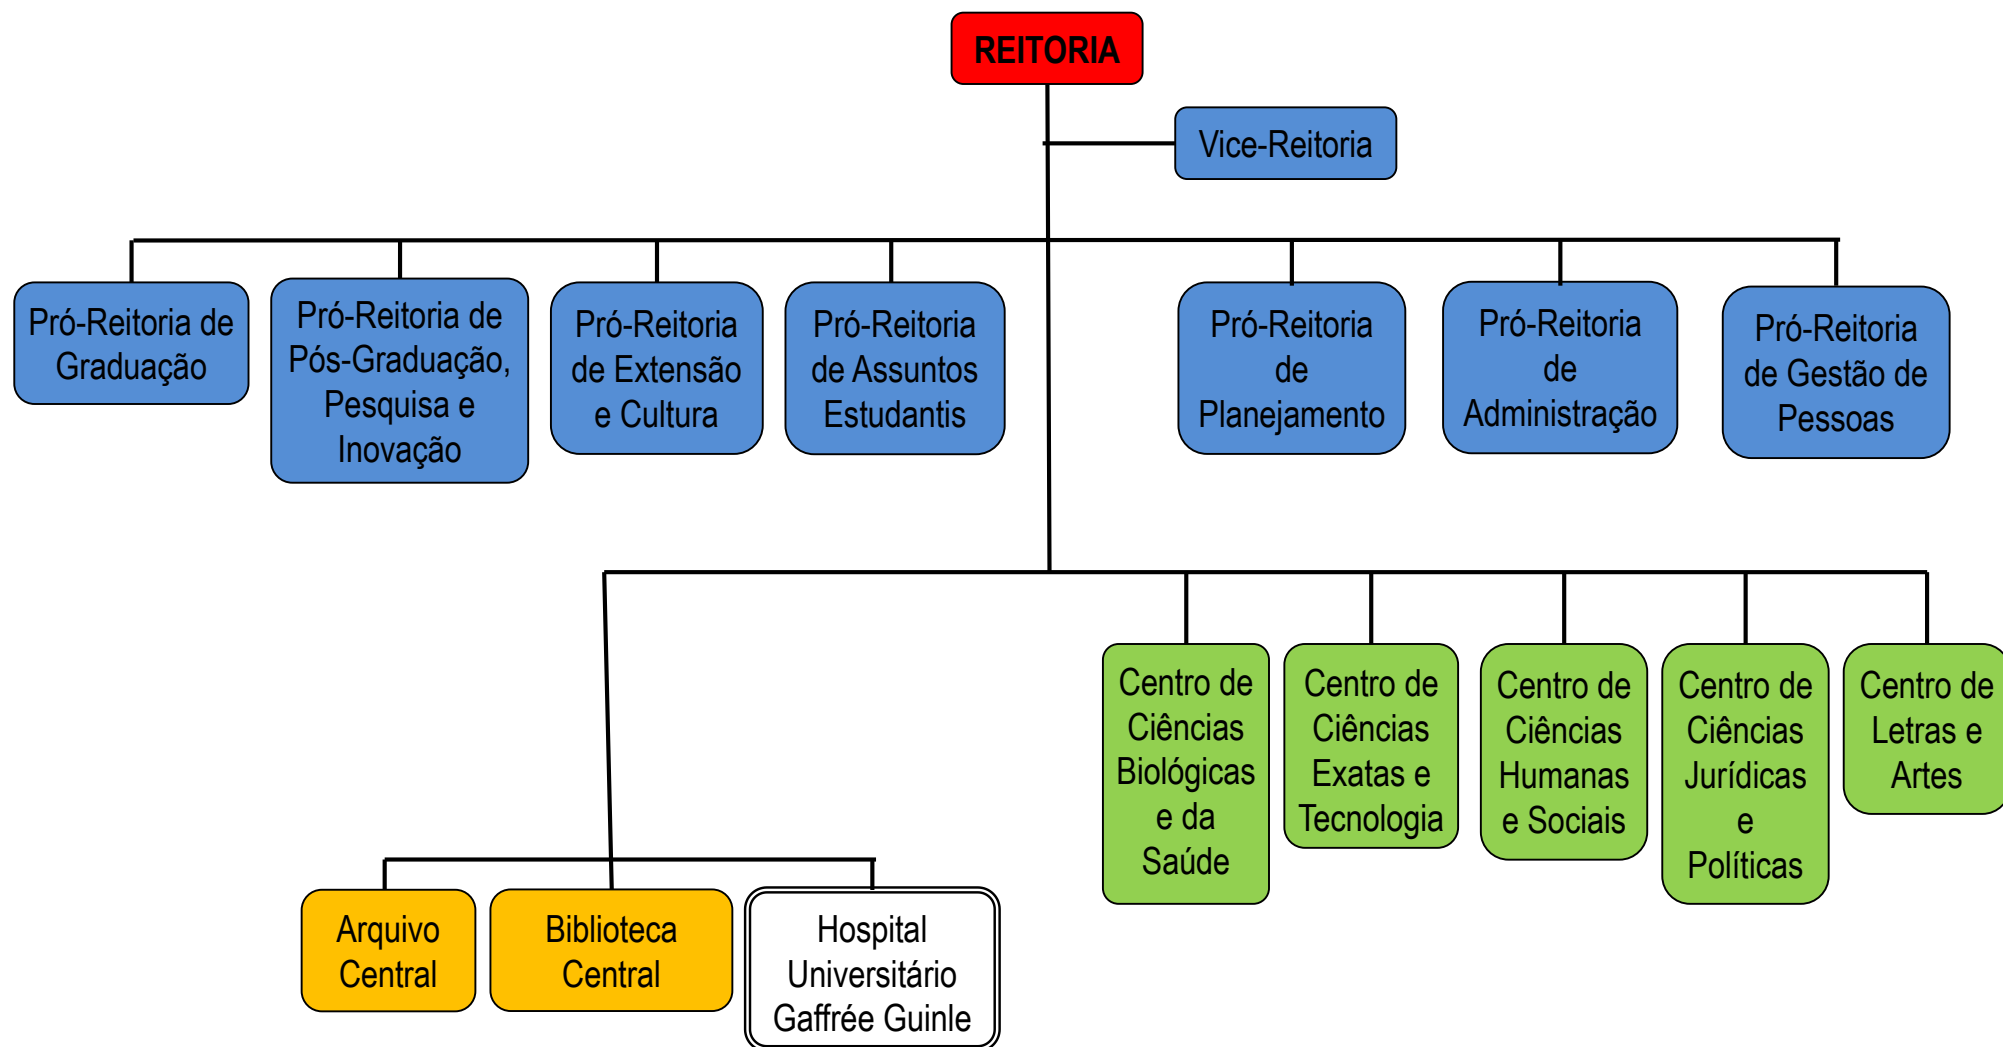 REITORIA
Vice-Reitoria
Pró-Reitoria de
Graduação
Pró-Reitoria de
Pós-Graduação,
Pesquisa e
Inovação
Pró-Reitoria
de Extensão
e Cultura
Pró-Reitoria
de Assuntos
Estudantis
Pró-Reitoria
de
Planejamento
Pró-Reitoria
de
Administração
Pró-Reitoria
de Gestão de
Pessoas
Centro de
Ciências
Biológicas
e da
Saúde
Centro de
Ciências
Exatas e
Tecnologia
Centro de
Ciências
Humanas
e Sociais
Centro de
Ciências
Jurídicas
e
Políticas
Centro de
Letras e
Artes
Arquivo
Central
Biblioteca
Central
Hospital
Universitário
Gaffrée Guinle